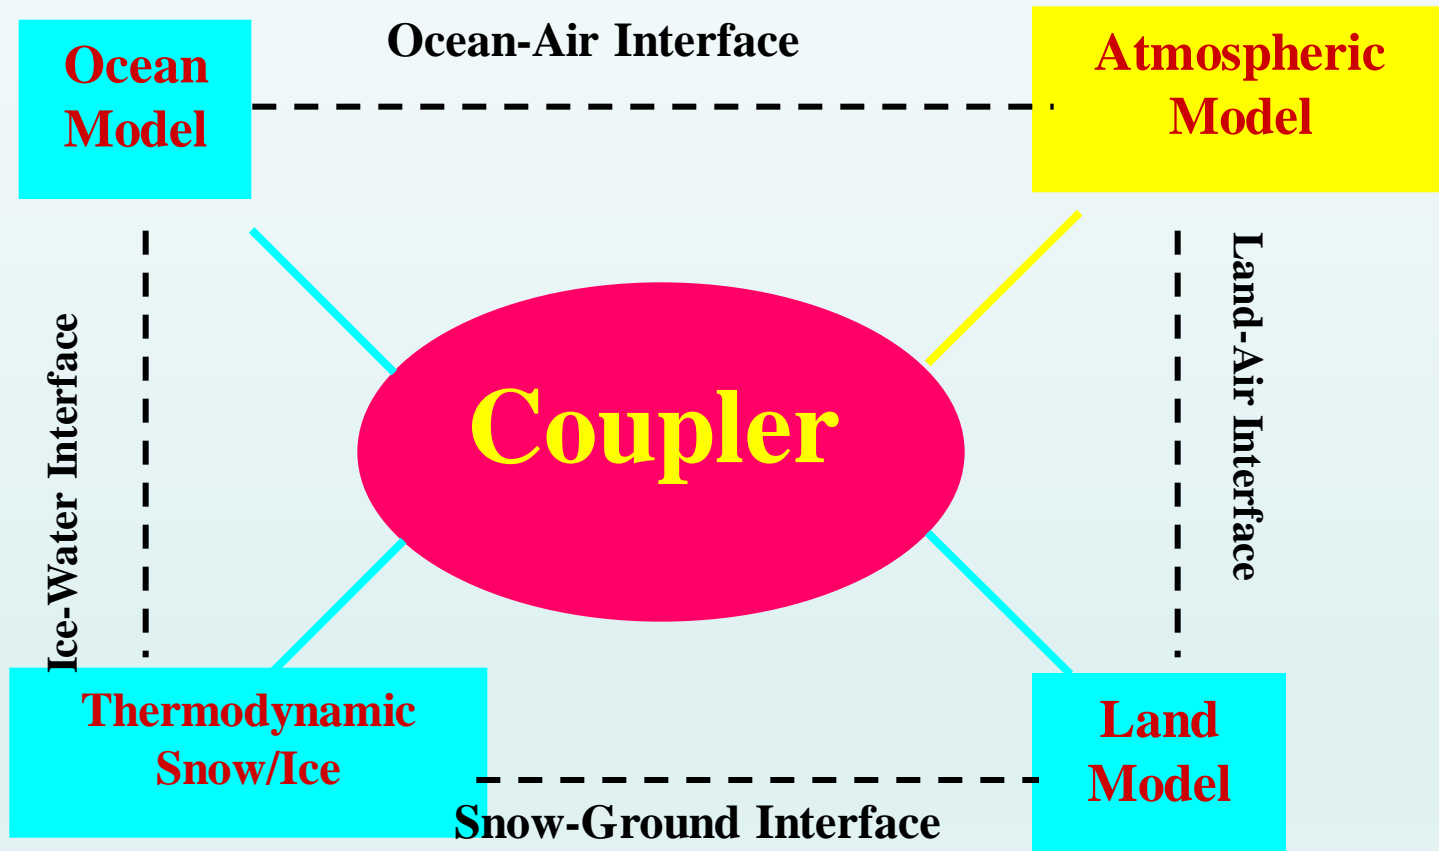 Ocean
Model
Ocean-Air Interface
Atmospheric
Model
Ice-Water Interface
Coupler
Land-Air Interface
Thermodynamic
Snow/Ice
Snow-Ground Interface
Land
Model